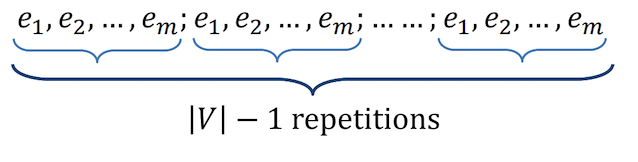 e₁, e₂, ... , eₘ; e₁, e₂, ... , eₘ; ... ... ; e₁, e₂, ... , eₘ
|V| − 1 repetitions